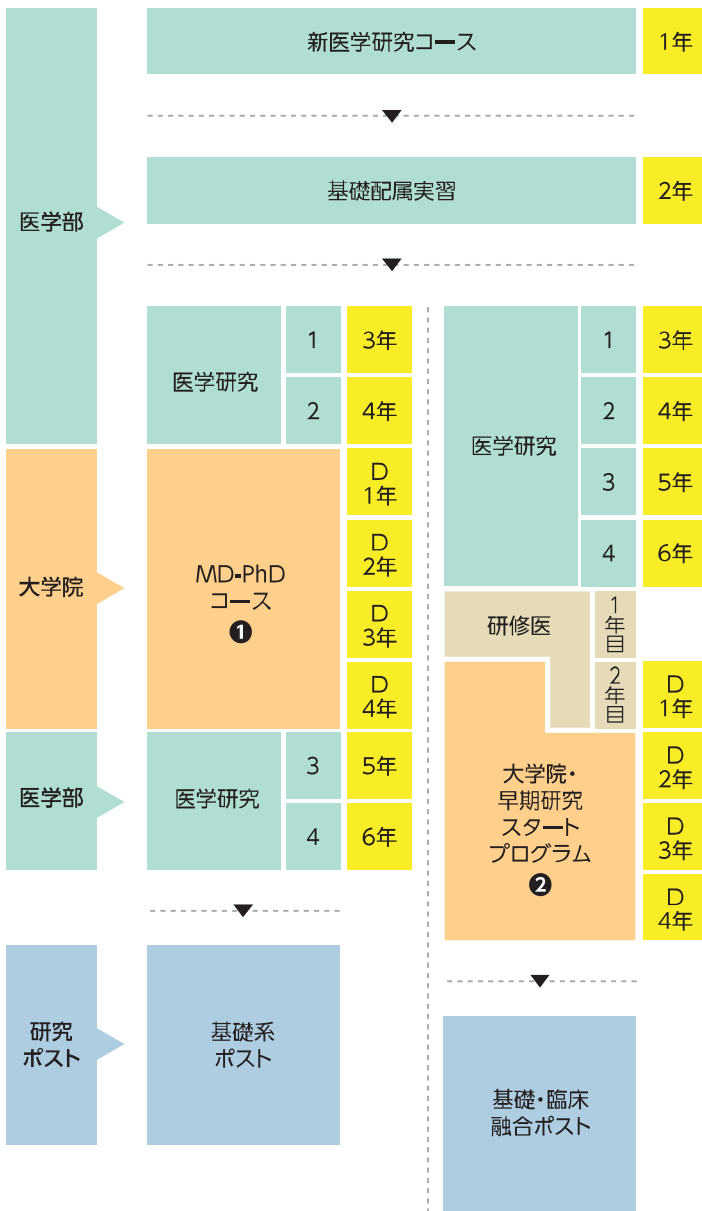 新医学研究コース
1年
医学部
基礎配属実習
2年
医学研究
1
3年
2
4年
大学院
MD-PhD
コース
❶
D
1年
D
2年
D
3年
D
4年
医学部
医学研究
3
5年
4
6年
研究
ポスト
基礎系
ポスト
医学研究
1
3年
2
4年
3
5年
4
6年
研修医
1
年
目
2
年
目
大学院・
早期研究
スタート
プログラム
❷
D
1年
D
2年
D
3年
D
4年
基礎・臨床
融合ポスト